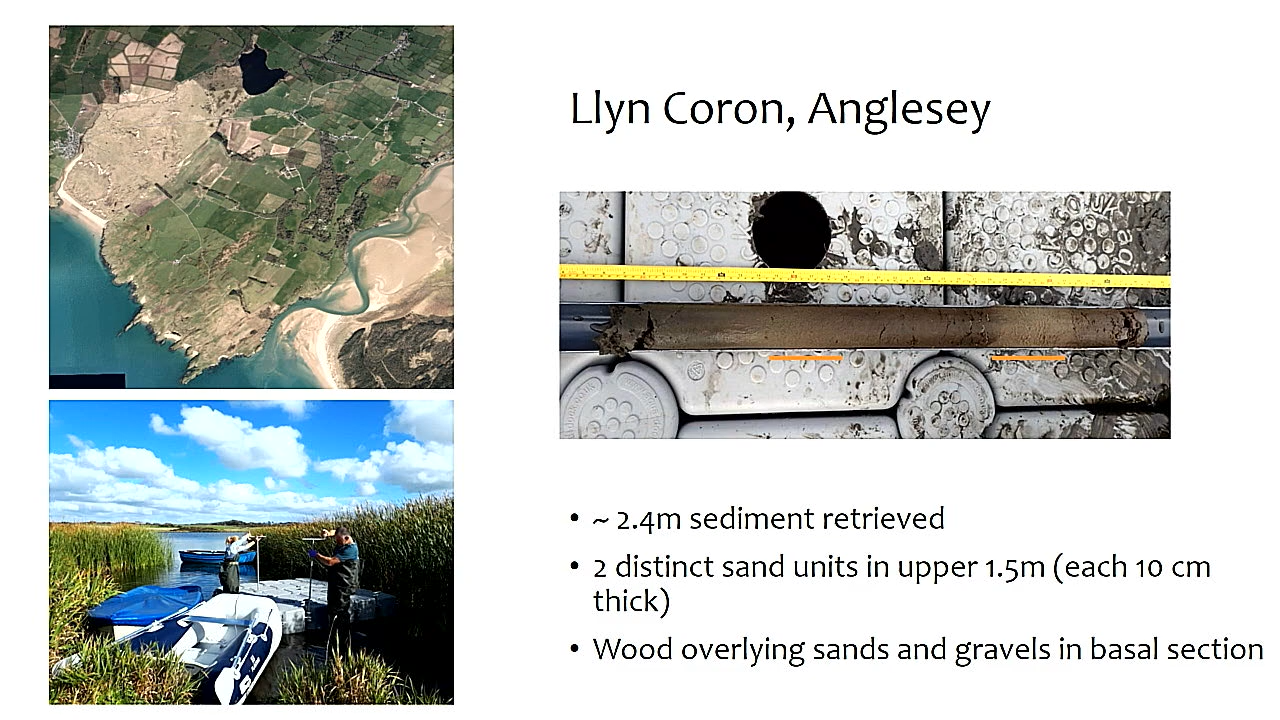 Llyn Coron, Anglesey
• ~ 2.4m sediment retrieved
• 2 distinct sand units in upper 1.5m (each 10 cm
thick)
• Wood overlying sands and gravels in basal section